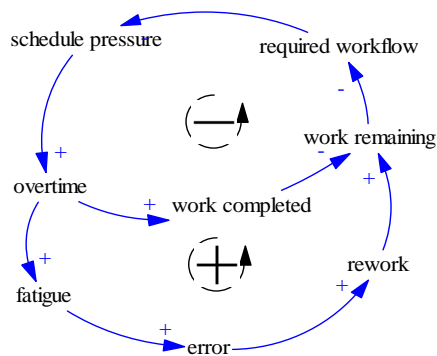 schedule pressure
-
required workflow
-
work remaining
-
+
+
overtime
+
work completed
+
fatigue
+
rework
+
error